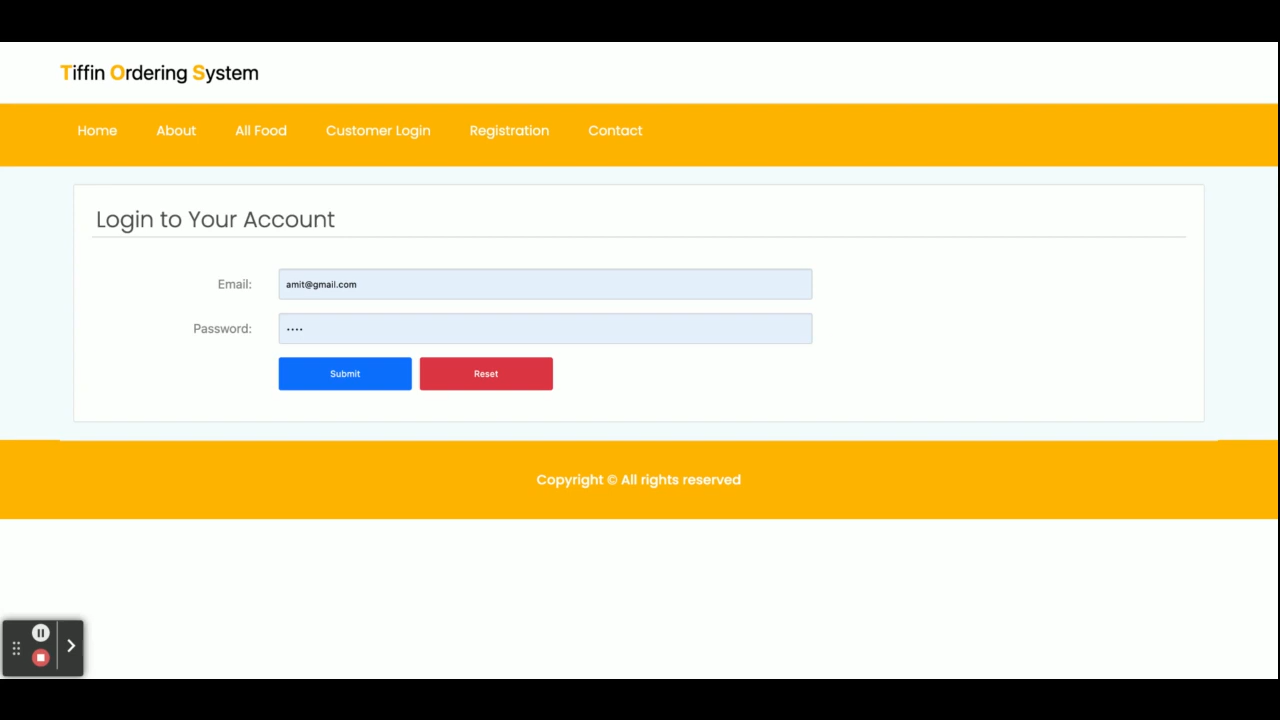 Tiffin Ordering System
Home About All Food Customer Login Registration Contact
Login to Your Account
Email: amit@gmail.com
Password: ••••
Submit Reset
Copyright © All rights reserved